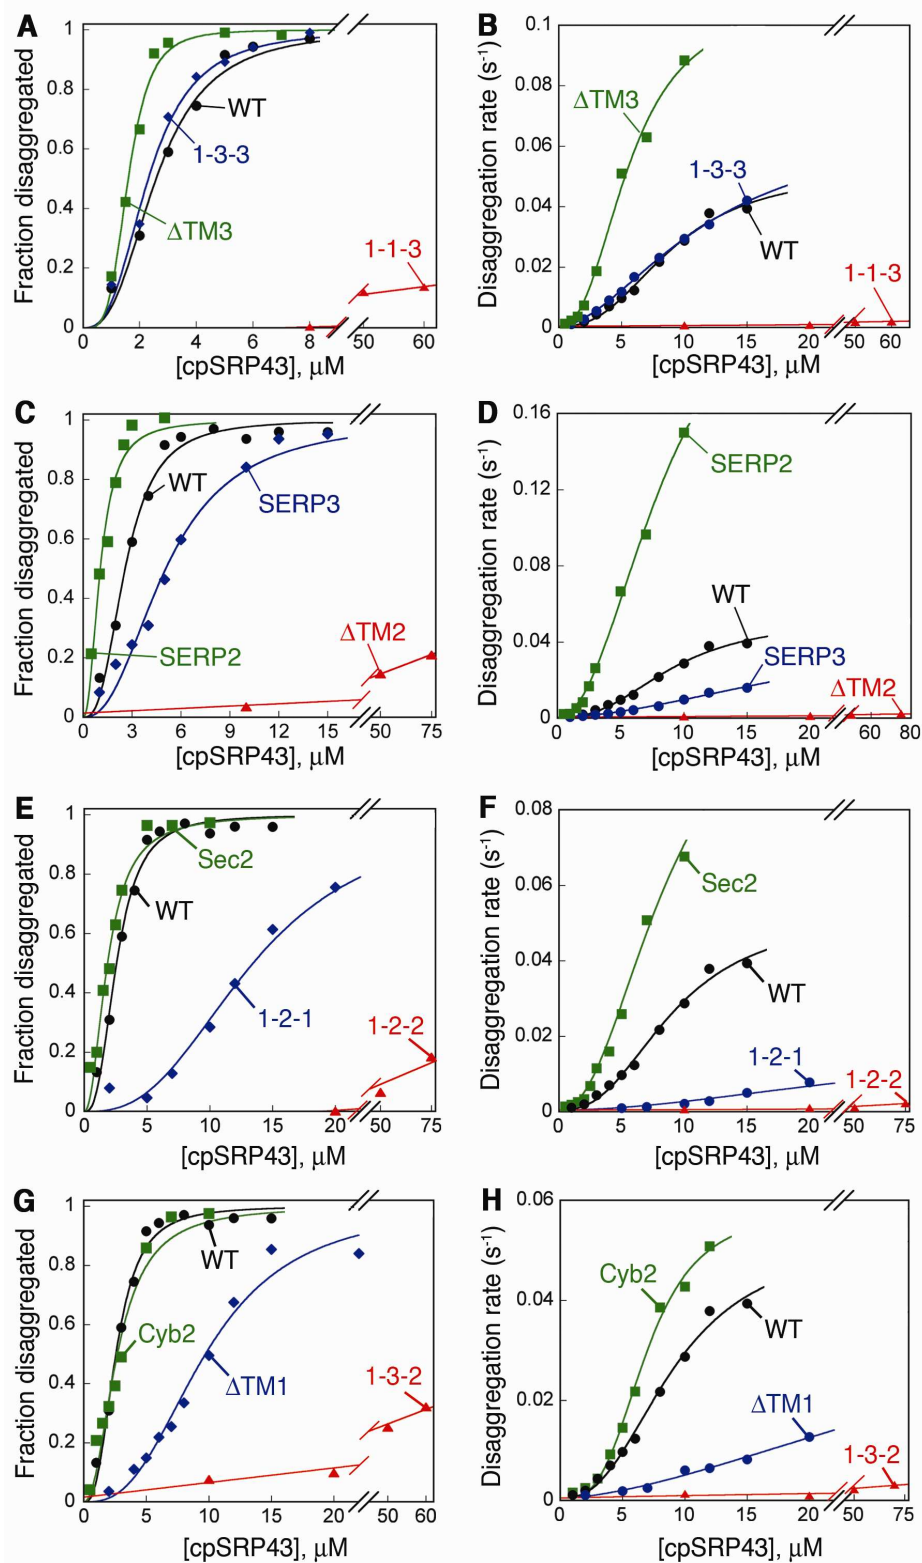 A
Fraction disaggregated
1
0.8
0.6
0.4
0.2
0
WT
1-3-3
ΔTM3
1-1-3
0 2 4 6 8 50 60
[cpSRP43], μM
B
Disaggregation rate (s-1)
0.1
0.08
0.06
0.04
0.02
0
ΔTM3
1-3-3
WT
1-1-3
0 5 10 15 20 50 60
[cpSRP43], μM
C
Fraction disaggregated
1
0.8
0.6
0.4
0.2
0
WT
SERP3
ΔTM2
SERP2
0 3 6 9 12 15 50 75
[cpSRP43], μM
D
Disaggregation rate (s-1)
0.16
0.12
0.08
0.04
0
SERP2
WT
SERP3
ΔTM2
0 5 10 15 20 60 80
[cpSRP43], μM
E
Fraction disaggregated
1
0.8
0.6
0.4
0.2
0
Sec2
WT
1-2-1
1-2-2
0 5 10 15 20 50 75
[cpSRP43], μM
F
Disaggregation rate (s-1)
0.08
0.06
0.04
0.02
0
Sec2
WT
1-2-1
1-2-2
0 5 10 15 20 50 75
[cpSRP43], μM
G
Fraction disaggregated
1
0.8
0.6
0.4
0.2
0
WT
Cyb2
ΔTM1
1-3-2
0 5 10 15 20 50 60
[cpSRP43], μM
H
Disaggregation rate (s-1)
0.06
0.04
0.02
0
Cyb2
WT
ΔTM1
1-3-2
0 5 10 15 20 50 75
[cpSRP43], μM